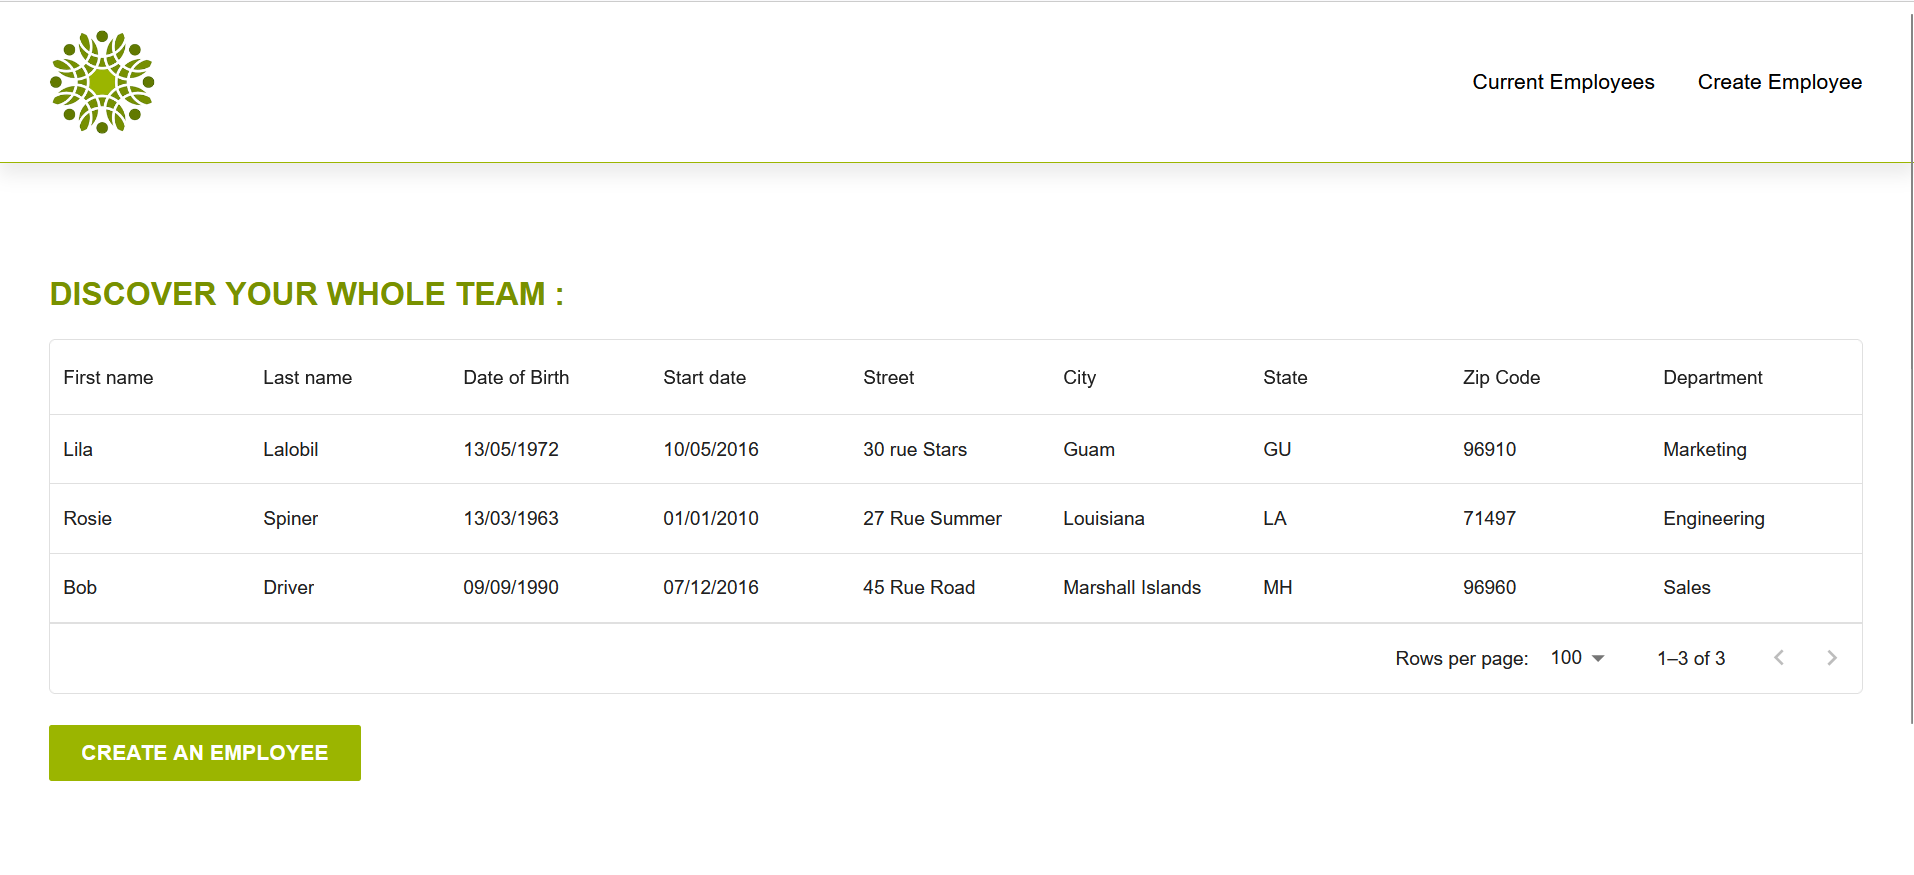 Current Employees Create Employee
DISCOVER YOUR WHOLE TEAM :
First name Last name Date of Birth Start date Street City State Zip Code Department
Lila Lalobil 13/05/1972 10/05/2016 30 rue Stars Guam GU 96910 Marketing
Rosie Spiner 13/03/1963 01/01/2010 27 Rue Summer Louisiana LA 71497 Engineering
Bob Driver 09/09/1990 07/12/2016 45 Rue Road Marshall Islands MH 96960 Sales
Rows per page: 100 1–3 of 3
CREATE AN EMPLOYEE